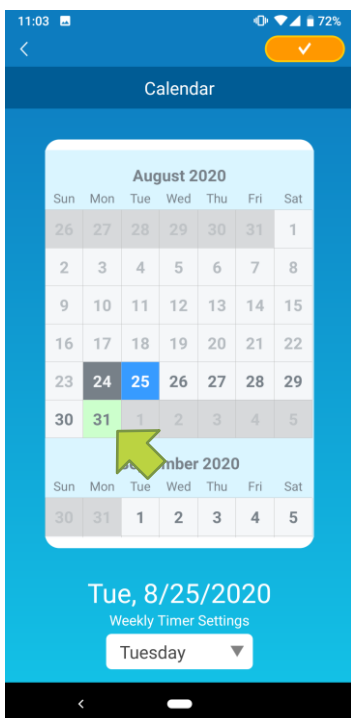 11:03 72%
Calendar
August 2020
Sun Mon Tue Wed Thu Fri Sat
26 27 28 29 30 31 1
2 3 4 5 6 7 8
9 10 11 12 13 14 15
16 17 18 19 20 21 22
23 24 25 26 27 28 29
30 31 1 2 3 4 5
mber 2020
Sun Mon Tue Wed Thu Fri Sat
30 31 1 2 3 4 5
Tue, 8/25/2020
Weekly Timer Settings
Tuesday